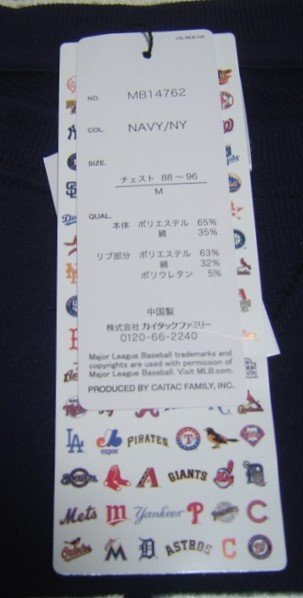 NO. MB14762
COL. NAVY/NY
SIZE.
チェスト 88～96
M
QUAL.
本体 ポリエステル 65%
綿 35%
リブ部分 ポリエステル 63%
綿 32%
ポリウレタン 5%
中国製
株式会社 カイタックファミリー
0120-66-2240
Major League Baseball trademarks and
copyrights are used with permission of
Major League Baseball. Visit MLB.com.
PRODUCED BY CAITAC FAMILY, INC.
LA expos PIRATES
A GIANTS
Mets M Yankees P C
Orioles M D ASTROS C